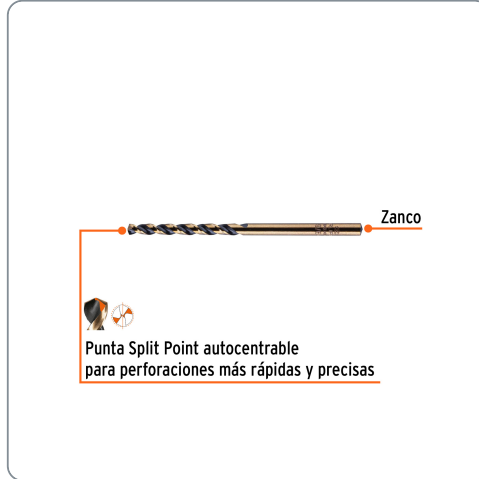 Zanco
Punta Split Point autocentrable
para perforaciones más rápidas y precisas